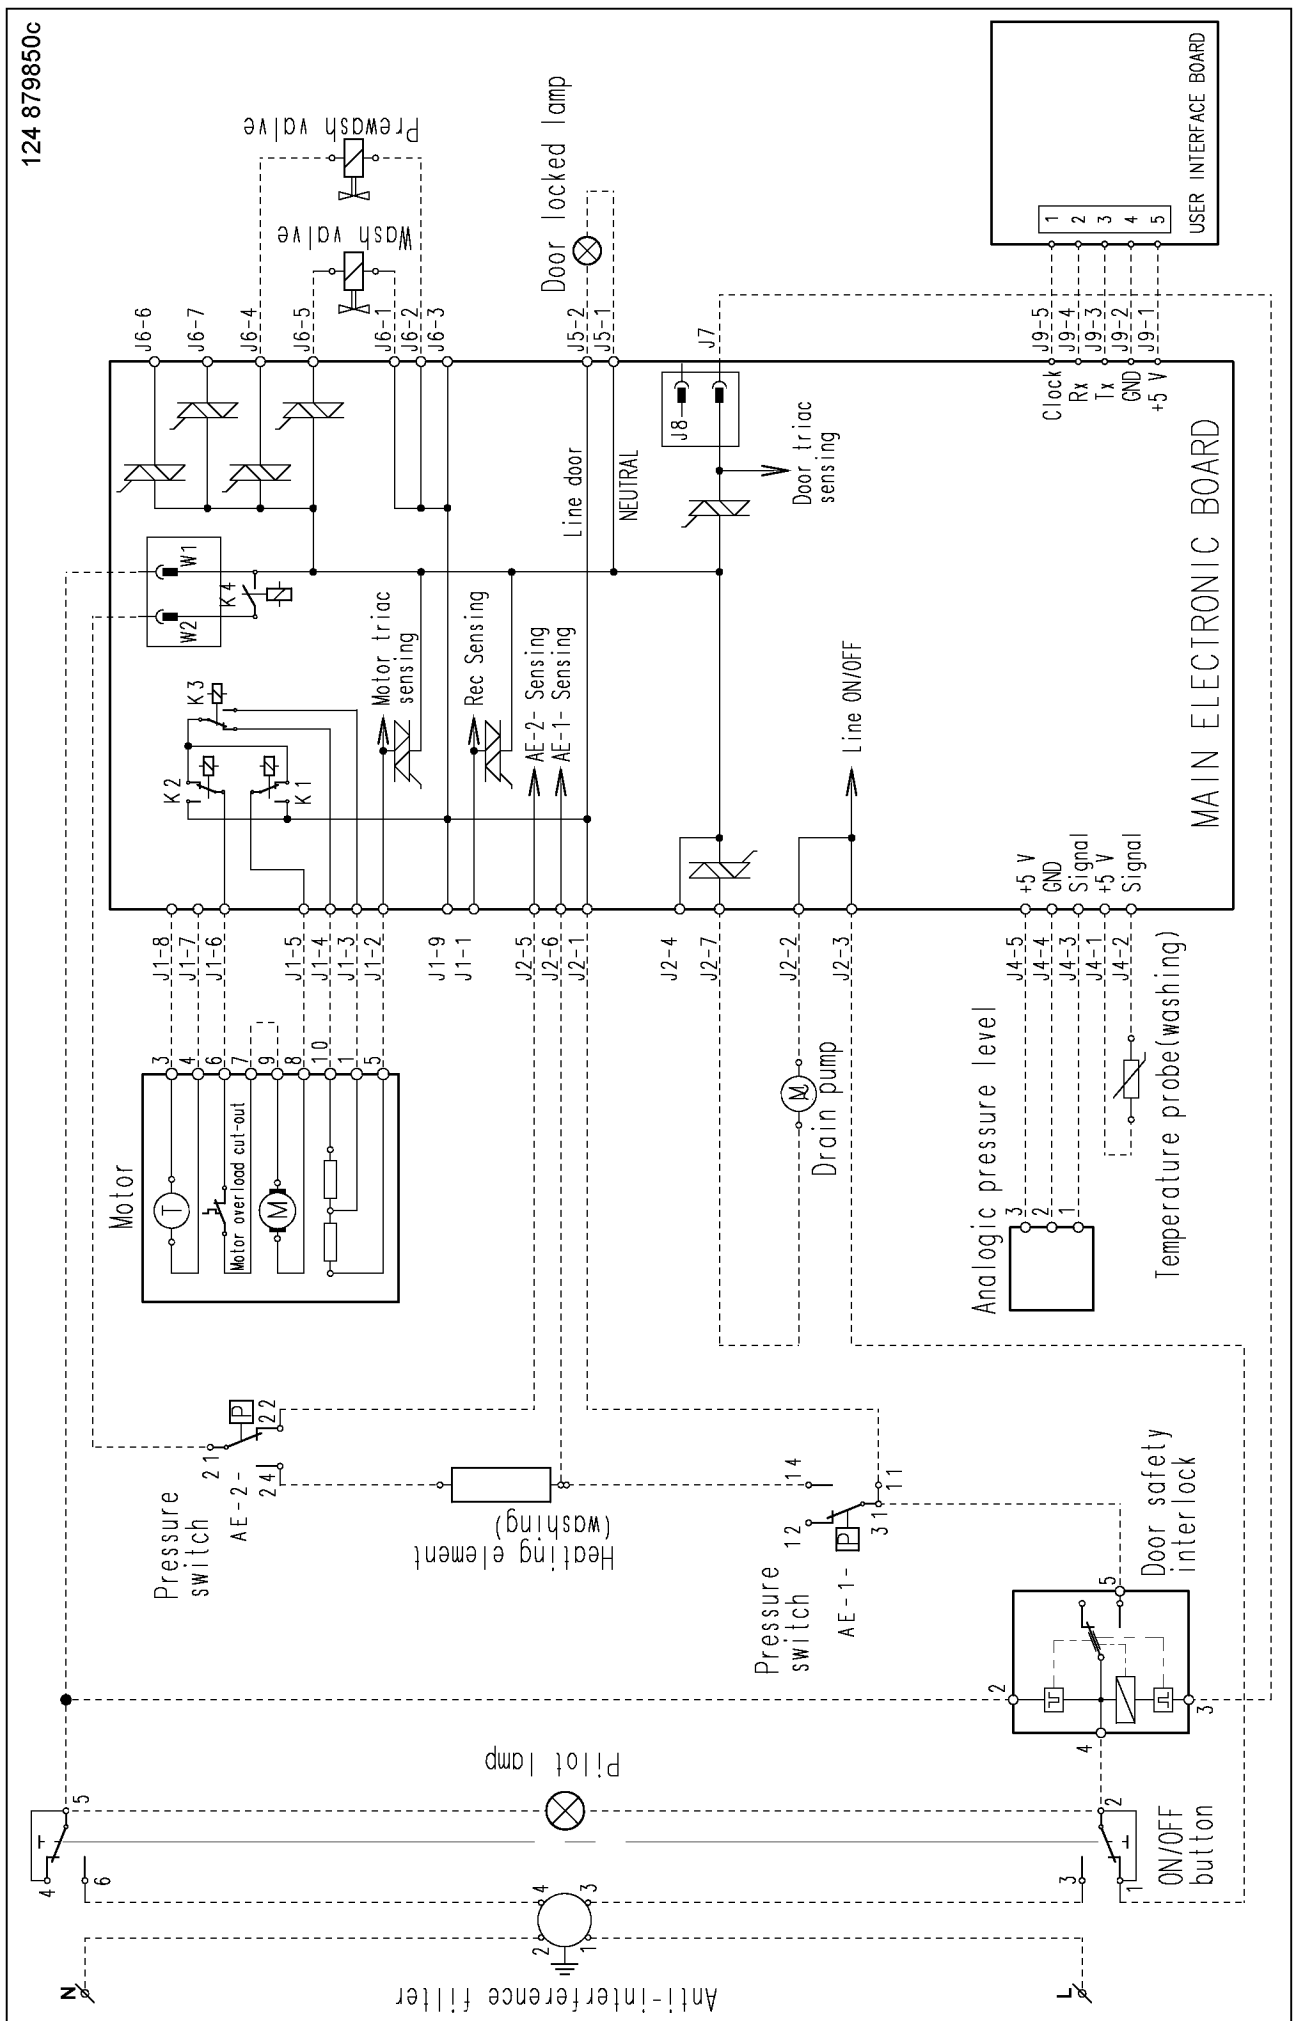 124 879850c
N
L
Anti-interference filter
2
1
4
3
4
6
5
3
1
2
ON/OFF
button
Pilot lamp
2
4
3
5
Door safety
interlock
Pressure
switch
AE-2-
21
24
22
P
Heating element
(washing)
Pressure
switch
AE-1-
12
14
31
11
P
Motor
T
Motor overload cut-out
M
3
4
6
7
9
8
10
1
5
Drain pump
M
Analogic pressure level
3
2
1
Temperature probe(washing)
J1-8
J1-7
J1-6
J1-5
J1-4
J1-3
J1-2
J1-9
J1-1
J2-5
J2-6
J2-1
J2-4
J2-7
J2-2
J2-3
J4-5
J4-4
J4-3
J4-1
J4-2
+5 V
GND
Signal
+5 V
Signal
K2
K1
K3
K4
W2
W1
Motor triac
sensing
Rec Sensing
AE-2- Sensing
AE-1- Sensing
Line ON/OFF
Line door
NEUTRAL
J8
Door triac
sensing
MAIN ELECTRONIC BOARD
Clock
Rx
Tx
GND
+5 V
J6-6
J6-7
J6-4
J6-5
J6-1
J6-2
J6-3
J5-2
J5-1
J7
J9-5
J9-4
J9-3
J9-2
J9-1
Prewash valve
Wash valve
Door locked lamp
1
2
3
4
5
USER INTERFACE BOARD